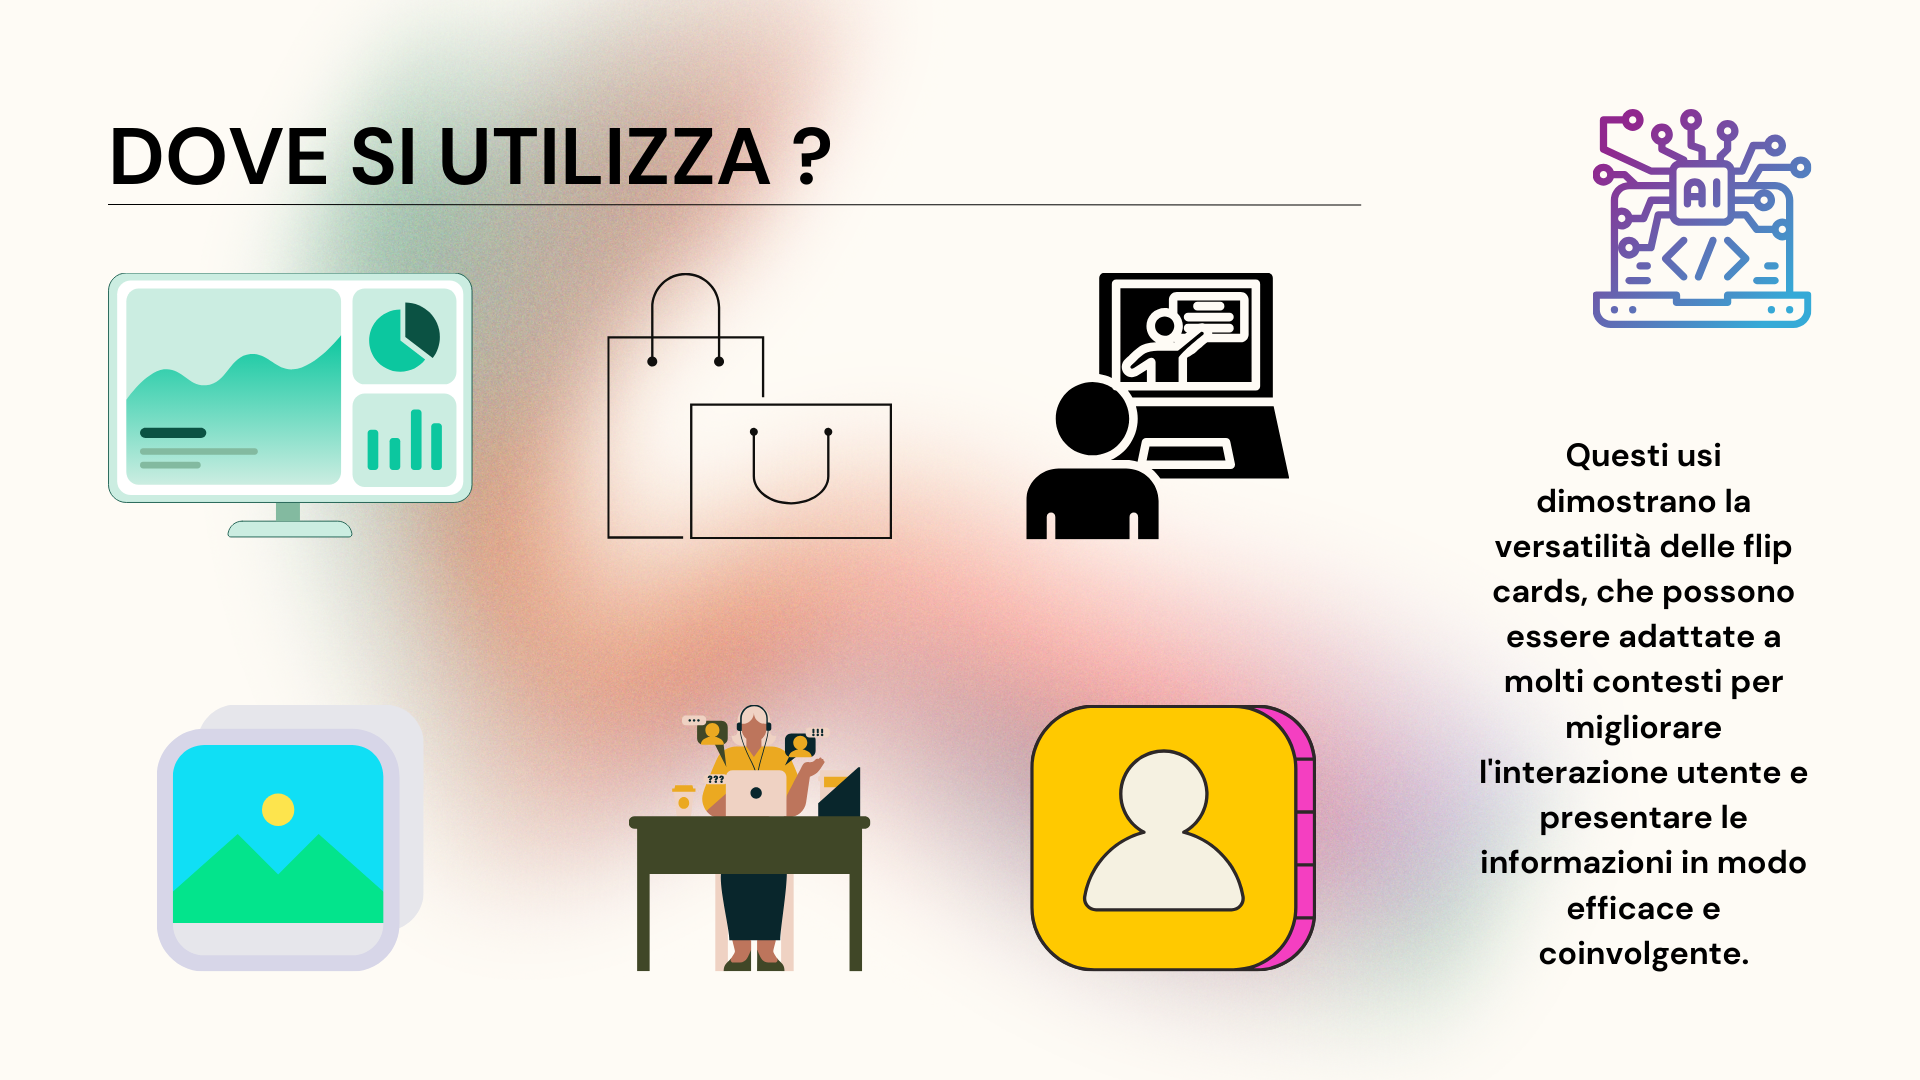 DOVE SI UTILIZZA ?
AI
</>
Questi usi
dimostrano la
versatilità delle flip
cards, che possono
essere adattate a
molti contesti per
migliorare
l'interazione utente e
presentare le
informazioni in modo
efficace e
coinvolgente.
...
!!!
???